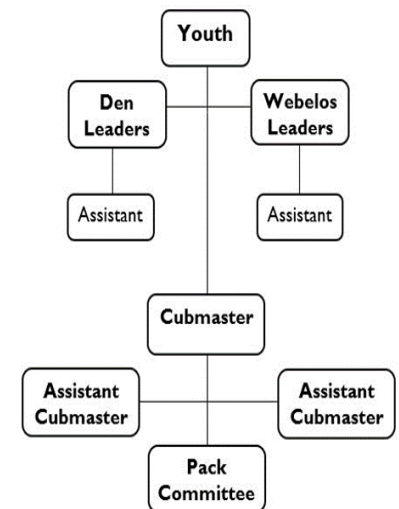 Youth
Den
Leaders
Webelos
Leaders
Assistant
Assistant
Cubmaster
Assistant
Cubmaster
Assistant
Cubmaster
Pack
Committee